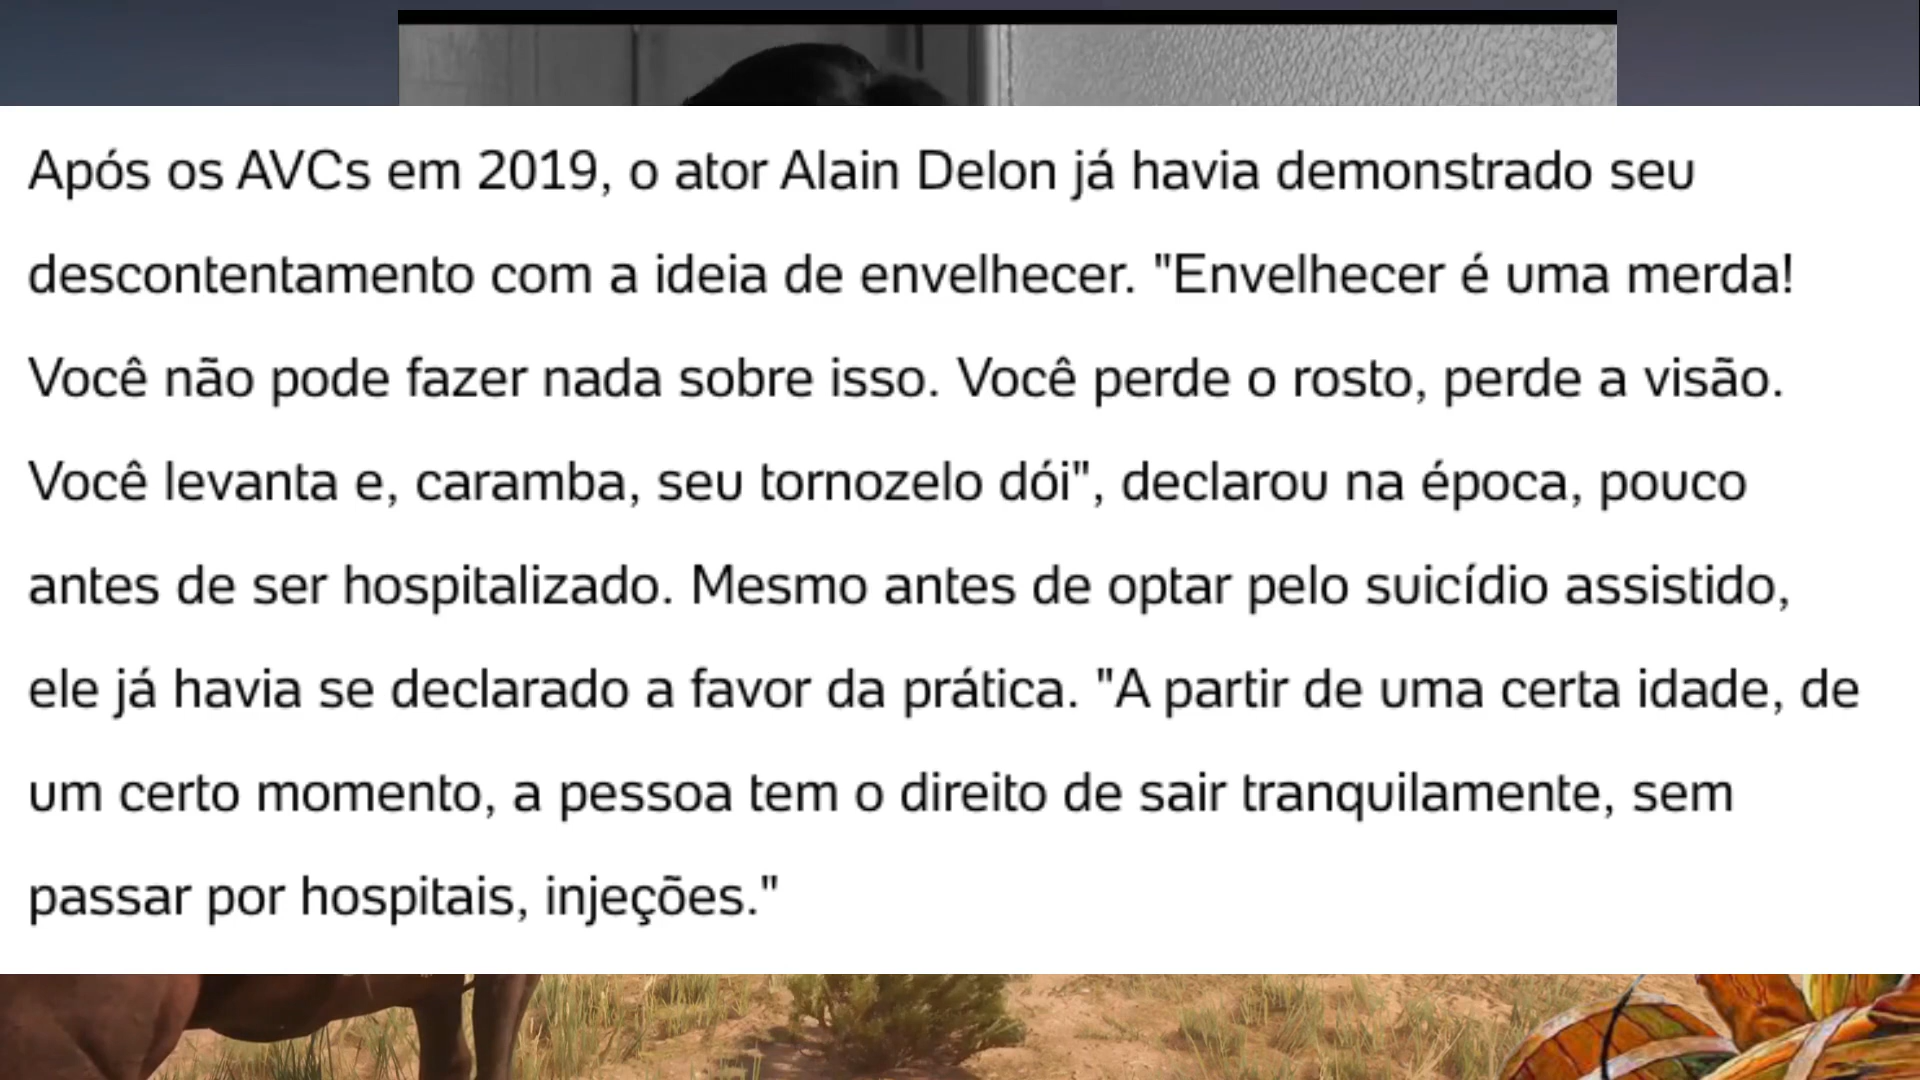 Após os AVCs em 2019, o ator Alain Delon já havia demonstrado seu
descontentamento com a ideia de envelhecer. "Envelhecer é uma merda!
Você não pode fazer nada sobre isso. Você perde o rosto, perde a visão.
Você levanta e, caramba, seu tornozelo dói", declarou na época, pouco
antes de ser hospitalizado. Mesmo antes de optar pelo suicídio assistido,
ele já havia se declarado a favor da prática. "A partir de uma certa idade, de
um certo momento, a pessoa tem o direito de sair tranquilamente, sem
passar por hospitais, injeções."